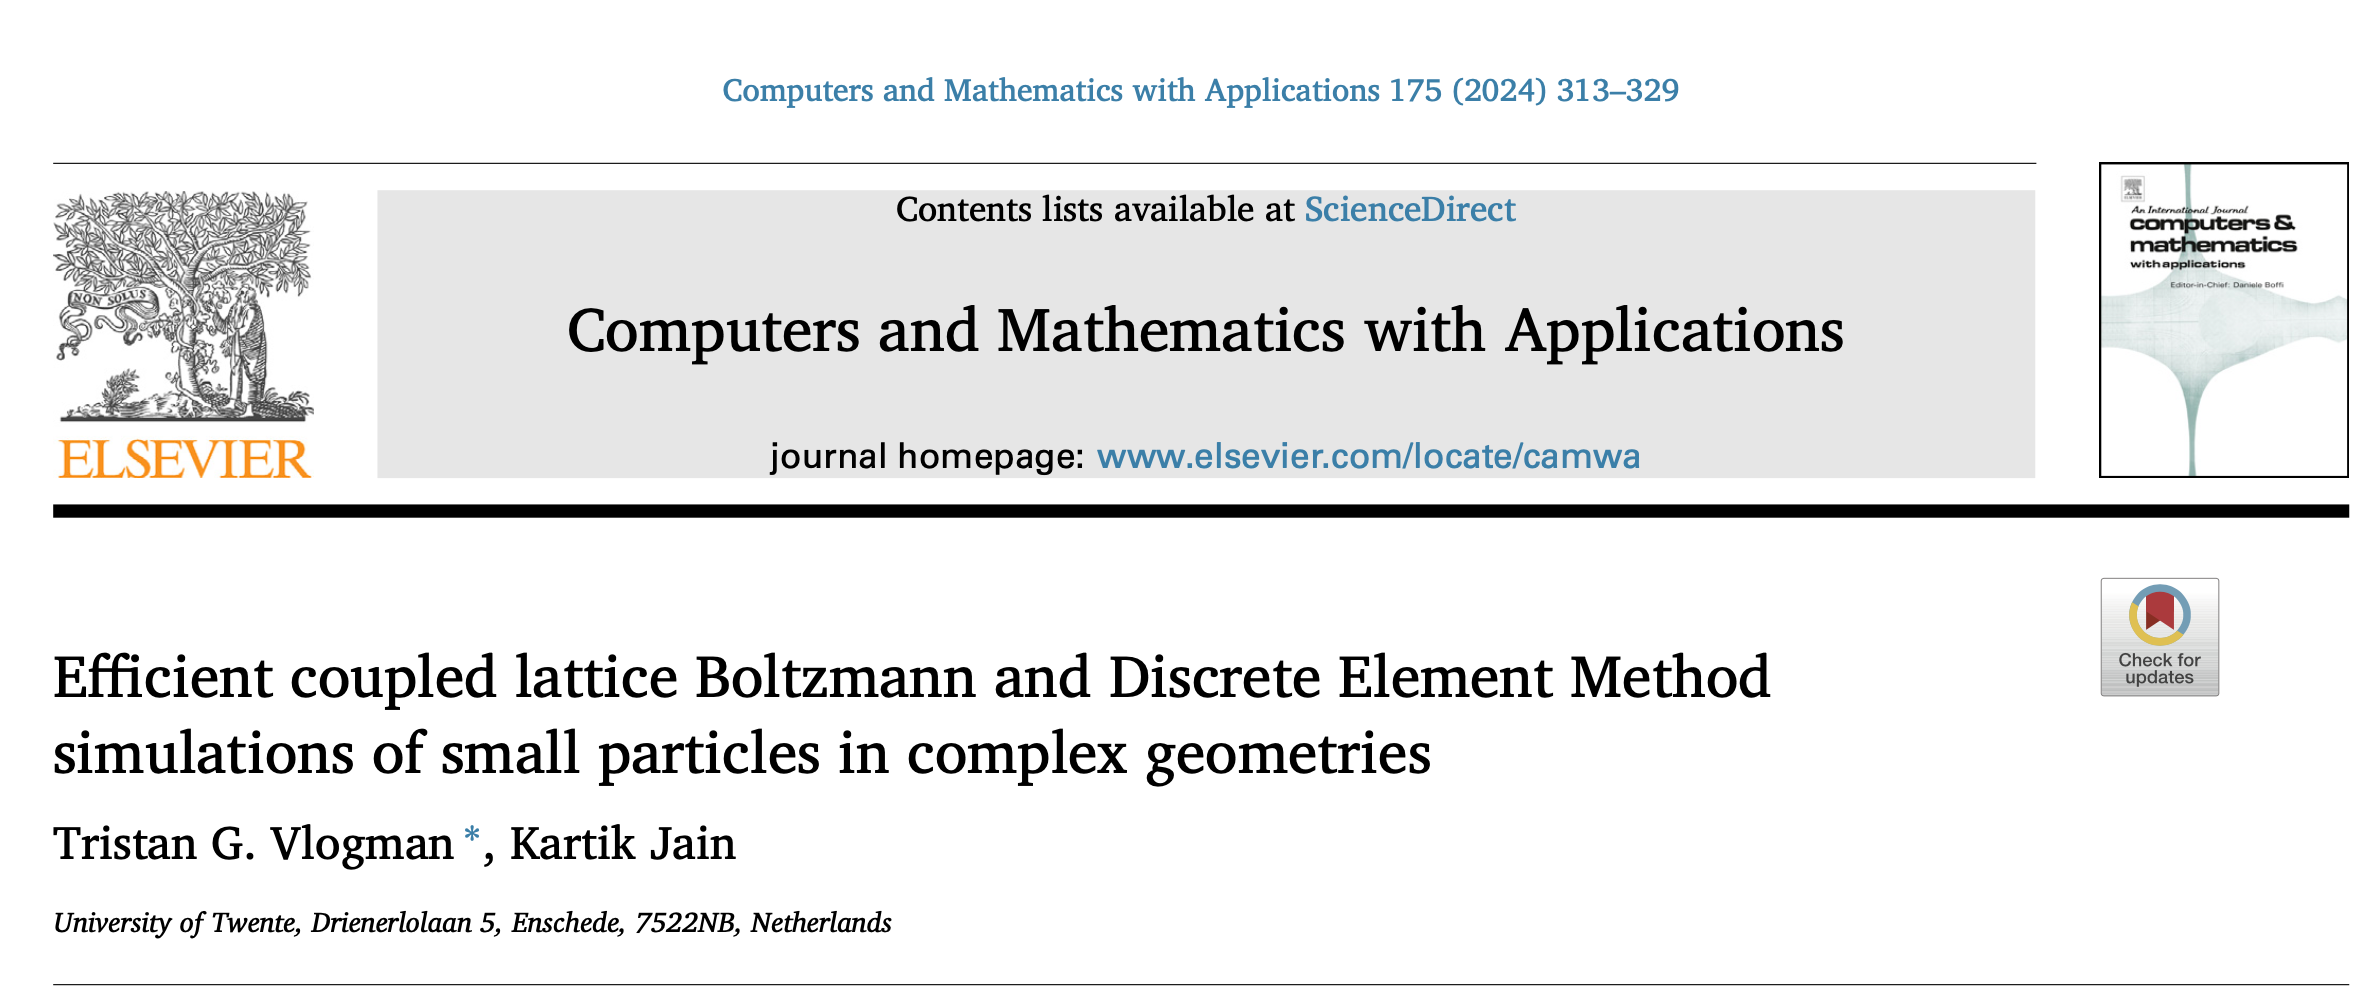 Computers and Mathematics with Applications 175 (2024) 313–329
Contents lists available at ScienceDirect
Computers and Mathematics with Applications
journal homepage: www.elsevier.com/locate/camwa
NON SOLUS
ELSEVIER
An International Journal
computers &
mathematics
with applications
Editor-in-Chief: Daniele Boffi
Check for
updates
Efficient coupled lattice Boltzmann and Discrete Element Method
simulations of small particles in complex geometries
Tristan G. Vlogman *, Kartik Jain
University of Twente, Drienerlolaan 5, Enschede, 7522NB, Netherlands